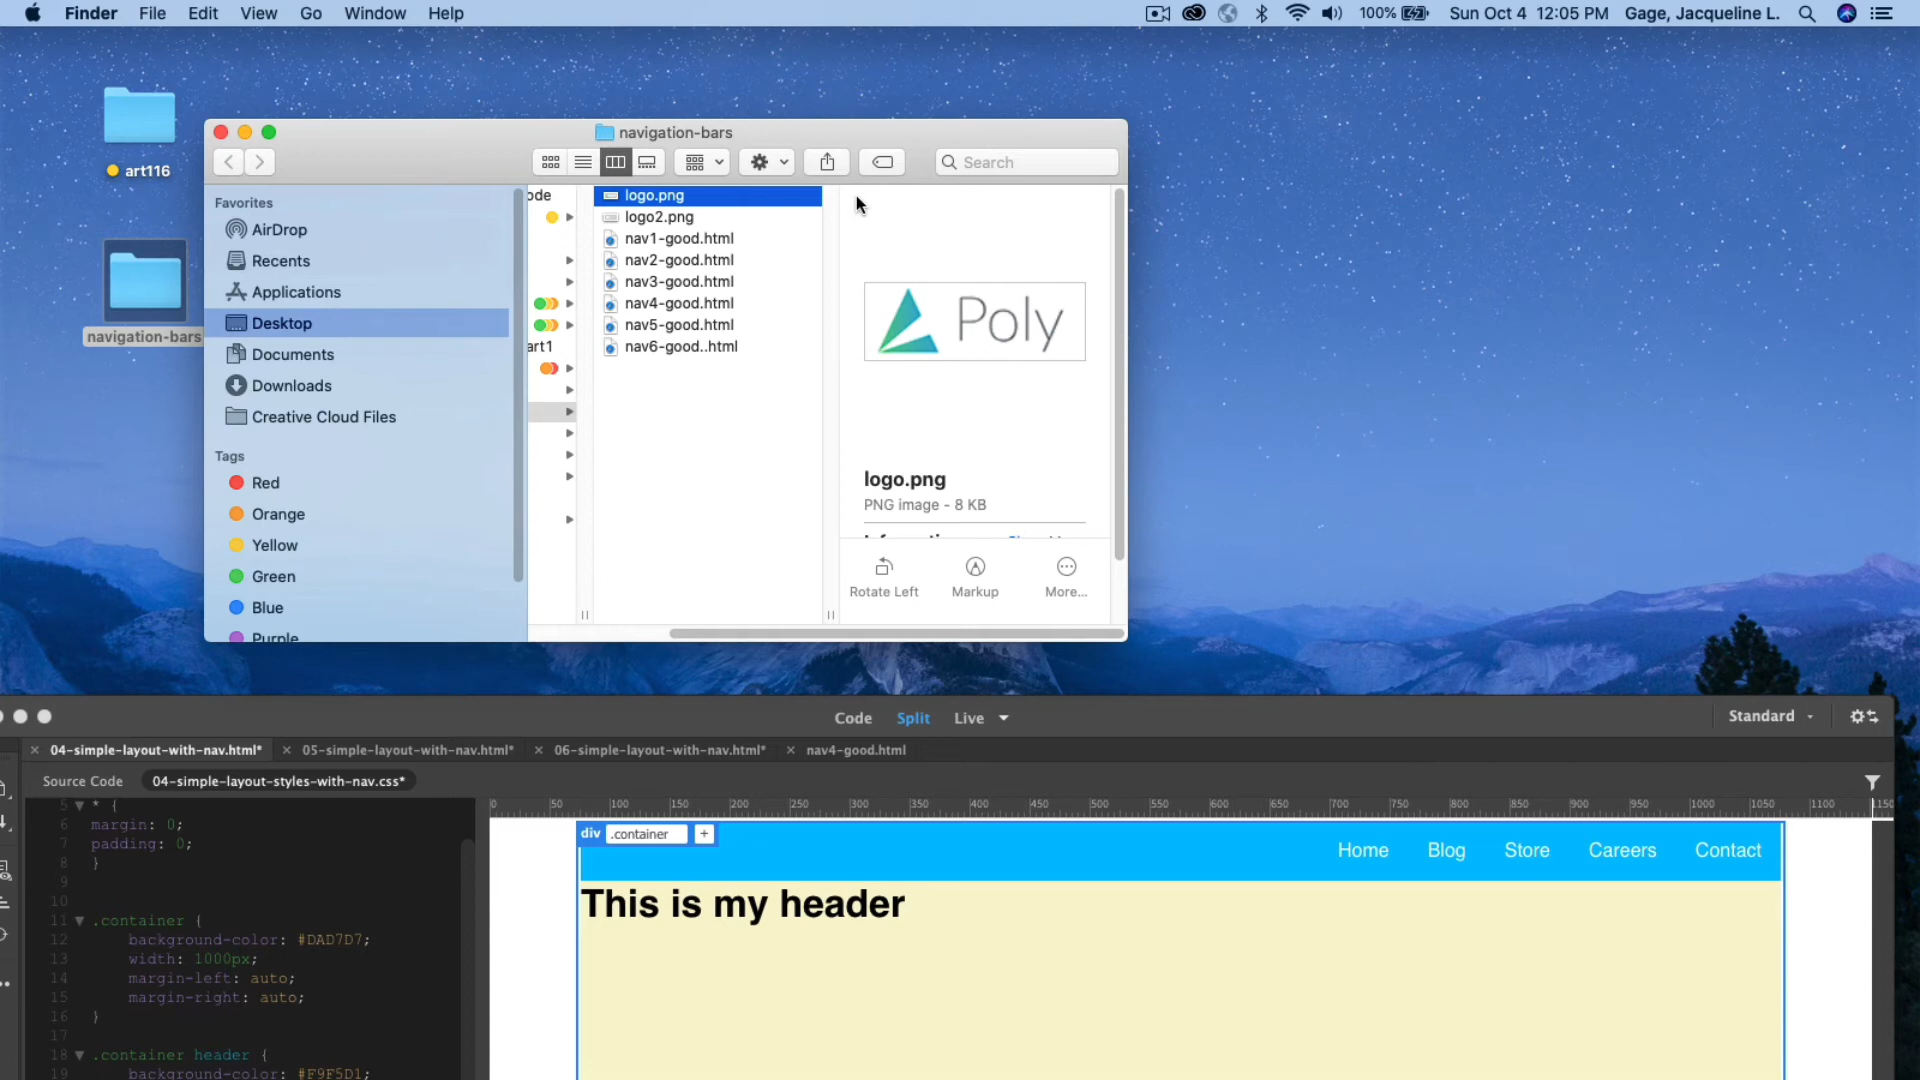 Finder File Edit View Go Window Help 100% Sun Oct 4 12:05 PM Gage, Jacqueline L.
art116
navigation-bars
navigation-bars
Search
Favorites
AirDrop
Recents
Applications
Desktop
Documents
Downloads
Creative Cloud Files
Tags
Red
Orange
Yellow
Green
Blue
Purple
ode
art1
logo.png
logo2.png
nav1-good.html
nav2-good.html
nav3-good.html
nav4-good.html
nav5-good.html
nav6-good..html
Poly
logo.png
PNG image - 8 KB
Rotate Left Markup More...
Code Split Live Standard
04-simple-layout-with-nav.html* 05-simple-layout-with-nav.html* 06-simple-layout-with-nav.html* nav4-good.html
Source Code 04-simple-layout-styles-with-nav.css*
0 50 100 150 200 250 300 350 400 450 500 550 600 650 700 750 800 850 900 950 1000 1050 1100 1150
5 * {
6 margin: 0;
7 padding: 0;
8 }
9
10
11 .container {
12 background-color: #DAD7D7;
13 width: 1000px;
14 margin-left: auto;
15 margin-right: auto;
16 }
17
18 .container header {
19 background-color: #F9F5D1;
div .container +
Home Blog Store Careers Contact
This is my header